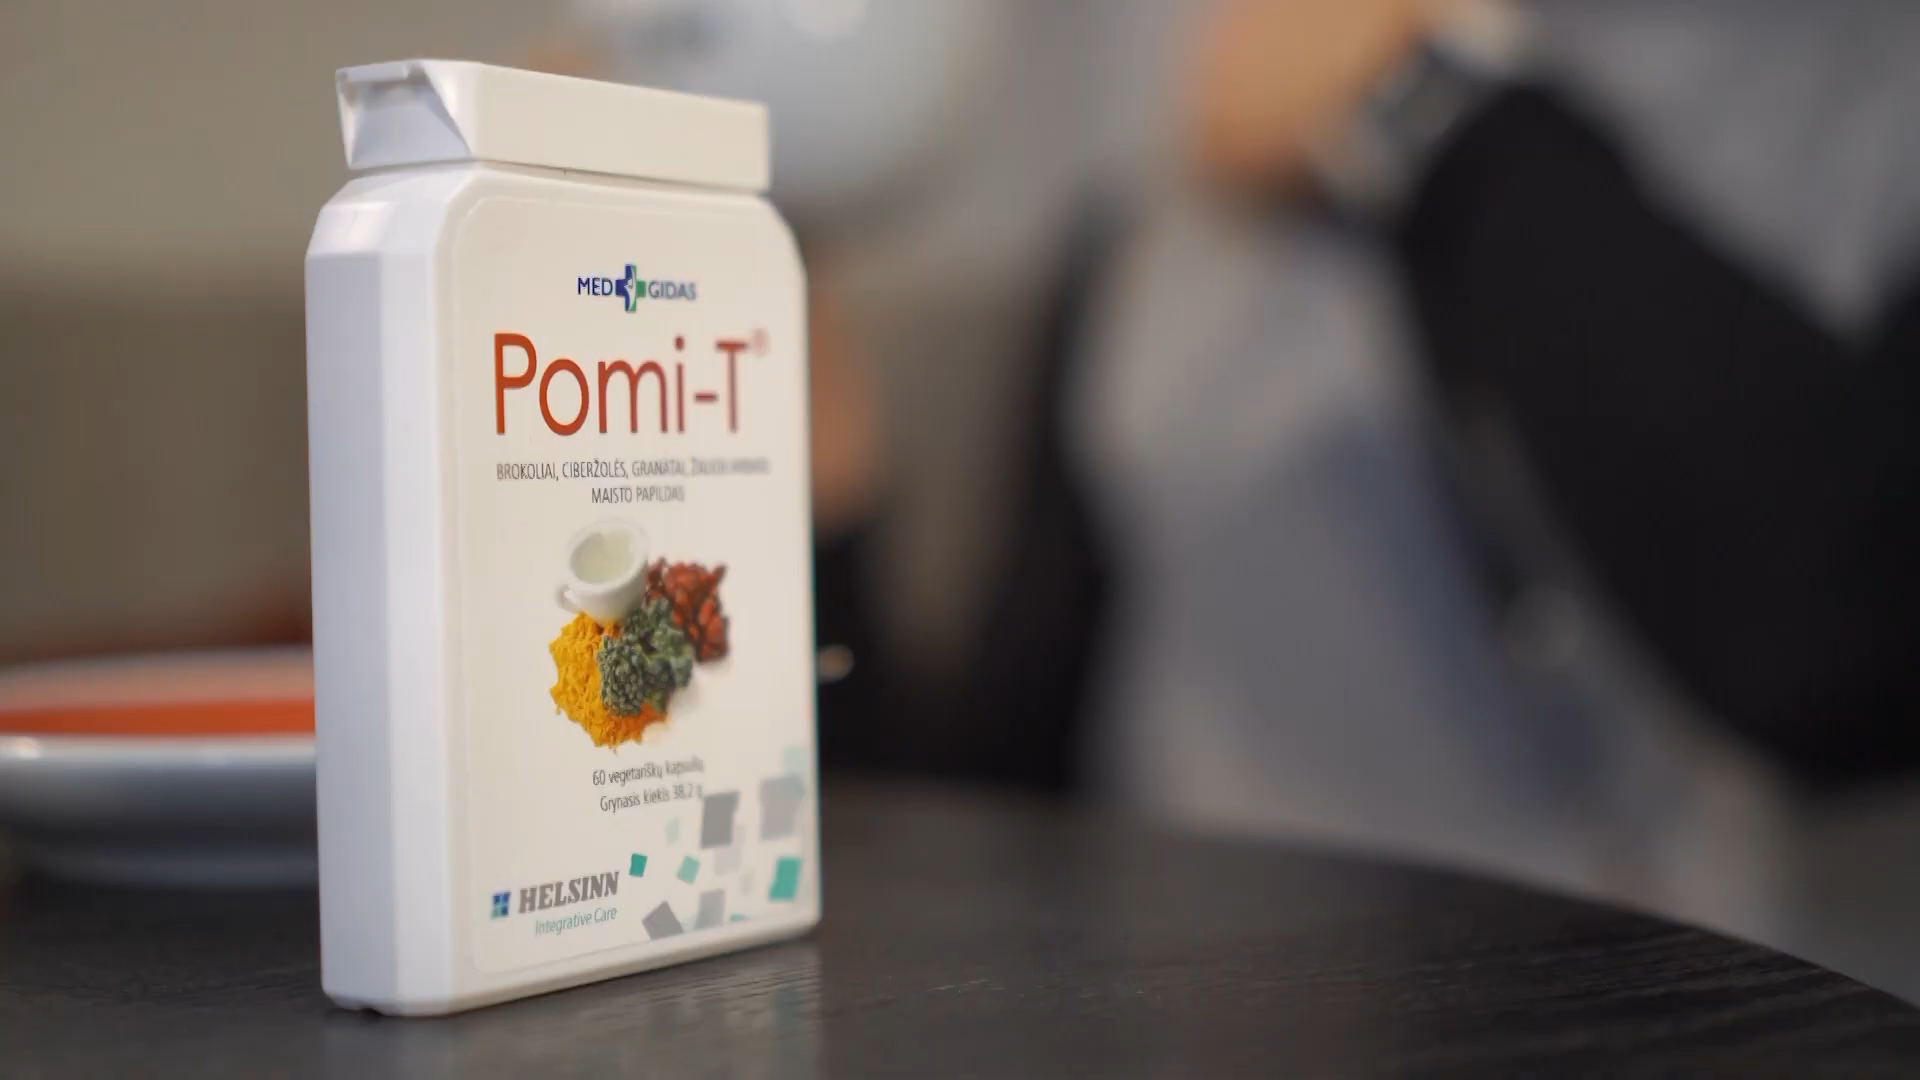 MED GIDAS
Pomi-T®
BROKOLIAI, CIBERŽOLĖS, GRANATAI,
MAISTO PAPILDAS
60 vegetariškų kapsulių
Grynasis kiekis 38,2 g
HELSINN
Integrative Care